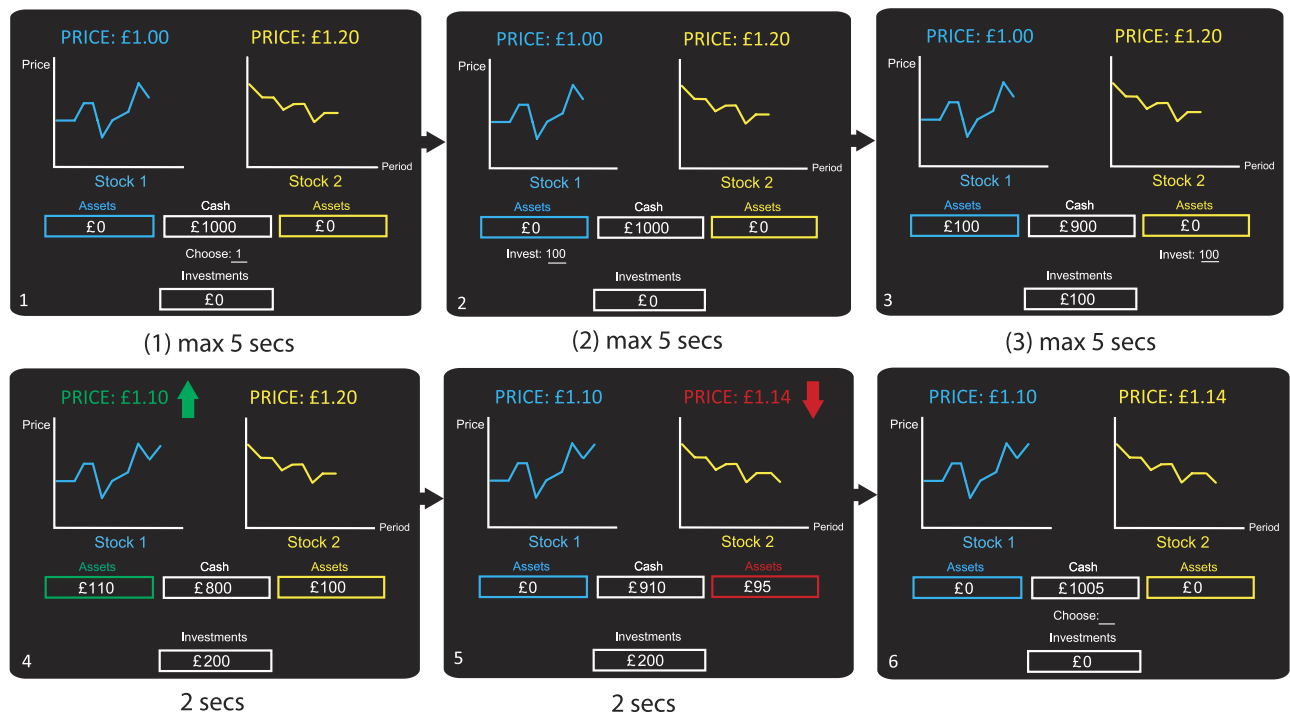 PRICE: £1.00 PRICE: £1.20
Price
Period
Stock 1 Stock 2
Assets Cash Assets
£0 £1000 £0
Choose: 1
Investments
£0
1
(1) max 5 secs
PRICE: £1.00 PRICE: £1.20
Price
Period
Stock 1 Stock 2
Assets Cash Assets
£0 £1000 £0
Invest: 100
Investments
£0
2
(2) max 5 secs
PRICE: £1.00 PRICE: £1.20
Price
Period
Stock 1 Stock 2
Assets Cash Assets
£100 £900 £0
Invest: 100
Investments
£100
3
(3) max 5 secs
PRICE: £1.10 PRICE: £1.20
Price
Period
Stock 1 Stock 2
Assets Cash Assets
£110 £800 £100
Investments
£200
4
2 secs
PRICE: £1.10 PRICE: £1.14
Price
Period
Stock 1 Stock 2
Assets Cash Assets
£0 £910 £95
Investments
£200
5
2 secs
PRICE: £1.10 PRICE: £1.14
Price
Period
Stock 1 Stock 2
Assets Cash Assets
£0 £1005 £0
Choose:__
Investments
£0
6